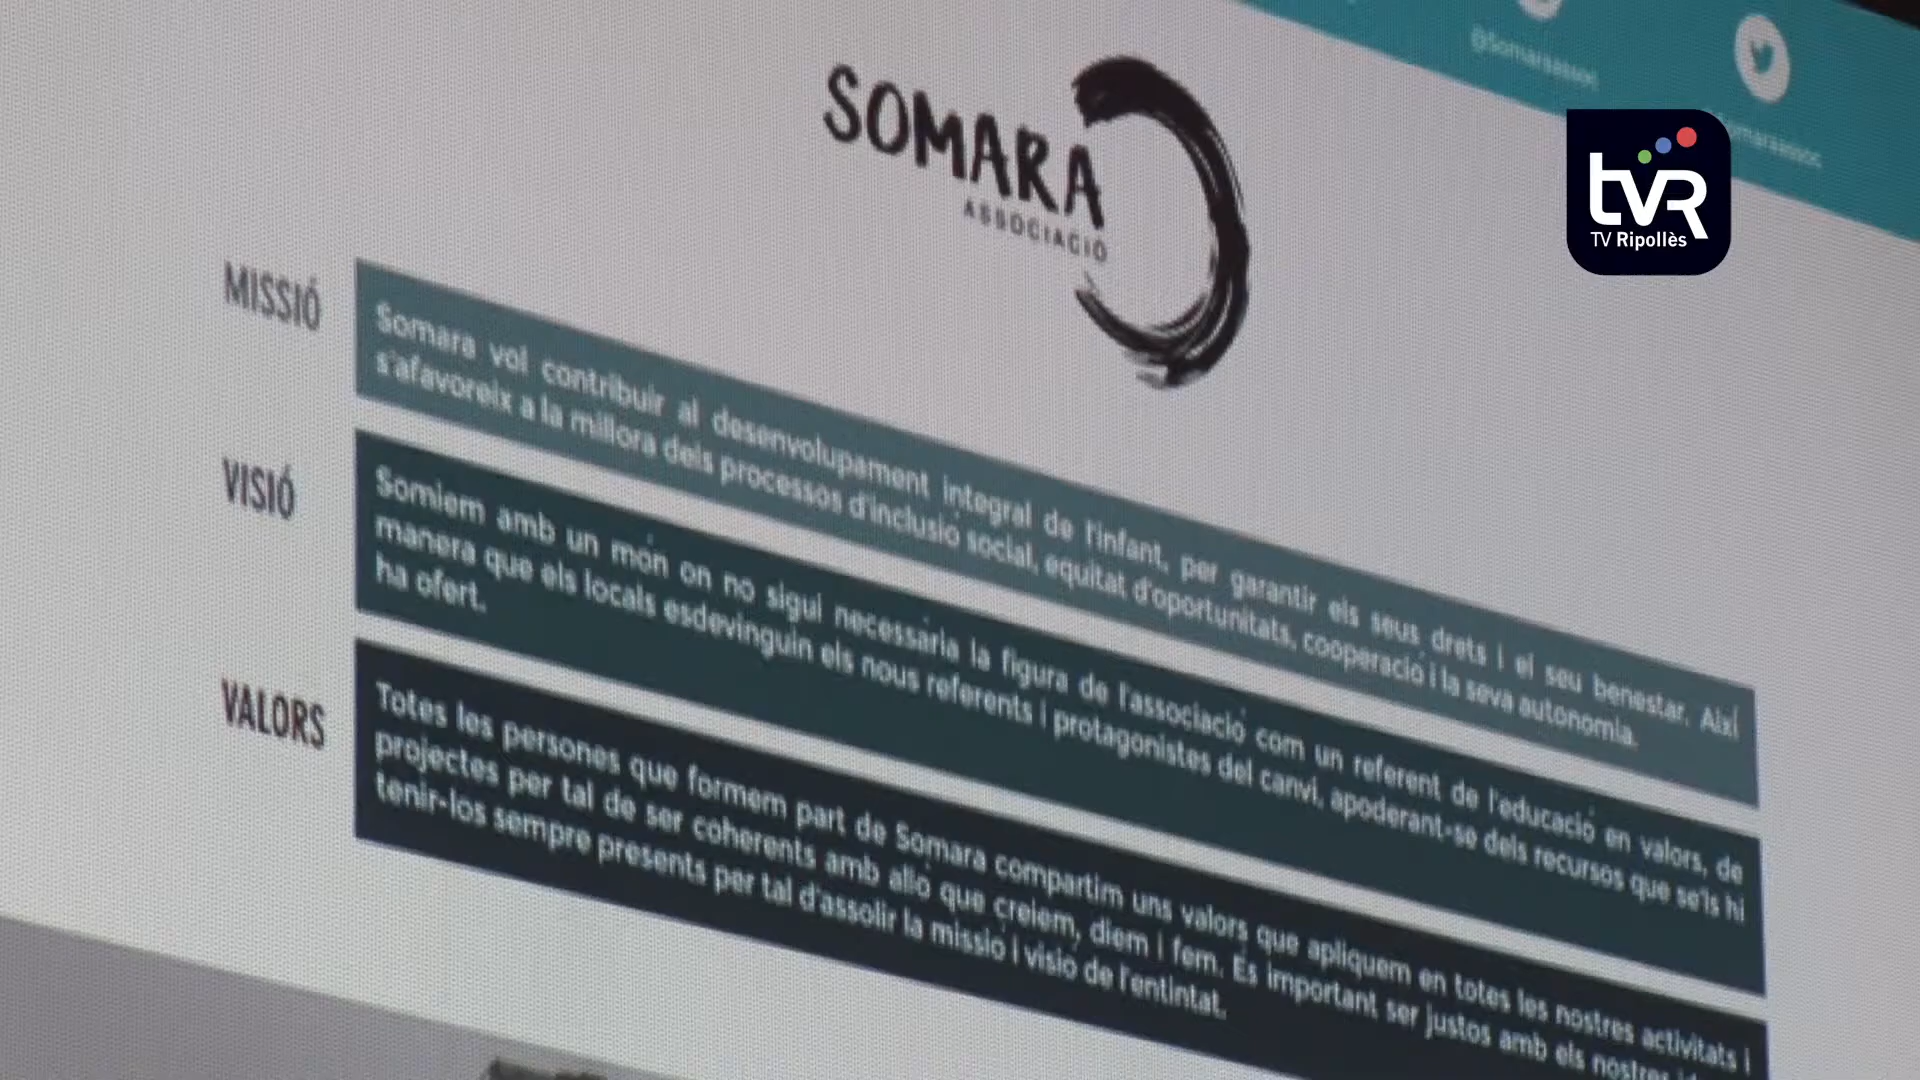 @Somaraassoc
SOMARA
ASSOCIACIÓ
tvR
TV Ripollès
MISSIÓ
Somara vol contribuir al desenvolupament integral de l'infant, per garantir els seus drets i el seu benestar. Així
s'afavoreix a la millora dels processos d'inclusió social, equitat d'oportunitats, cooperació i la seva autonomia.
VISIÓ
Somiem amb un món on no sigui necessària la figura de l'associació com un referent de l'educació en valors, de
manera que els locals esdevinguin els nous referents i protagonistes del canvi, apoderant-se dels recursos que se'ls hi
ha ofert.
VALORS
Totes les persones que formem part de Somara compartim uns valors que apliquem en totes les nostres activitats i
projectes per tal de ser coherents amb allò que creiem, diem i fem. És important ser justos amb els nostres
tenir-los sempre presents per tal d'assolir la missió i visió de l'entintat.